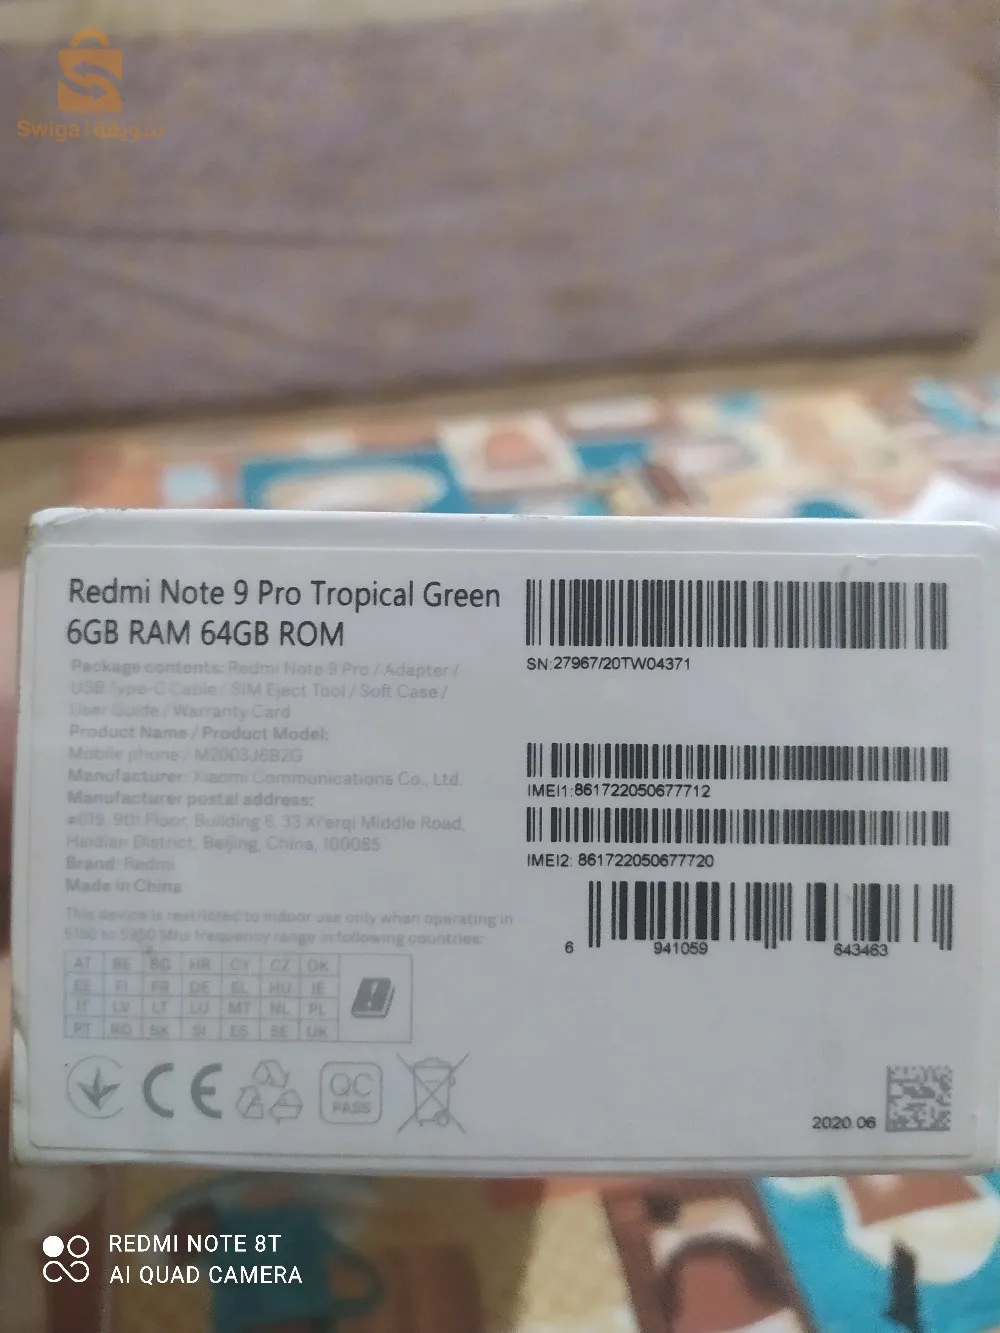 Swiga | سويقة
Redmi Note 9 Pro Tropical Green
6GB RAM 64GB ROM
Package contents: Redmi Note 9 Pro / Adapter /
USB Type-C Cable / SIM Eject Tool / Soft Case /
User Guide / Warranty Card
Product Name / Product Model:
Mobile phone / M2003J6B2G
Manufacturer: Xiaomi Communications Co., Ltd.
Manufacturer postal address:
#019, 9th Floor, Building 6, 33 Xi'erqi Middle Road,
Haidian District, Beijing, China, 100085
Brand: Redmi
Made in China
This device is restricted to indoor use only when operating in
5150 to 5350 Mhz frequency range in following countries:
AT BE BG HR CY CZ DK
EE FI FR DE EL HU IE
IT LV LT LU MT NL PL
PT RO SK SI ES SE UK
CE
QC
PASS
SN:27967/20TW04371
IMEI1:861722050677712
IMEI2: 861722050677720
6 941059 643463
2020.06
REDMI NOTE 8T
AI QUAD CAMERA